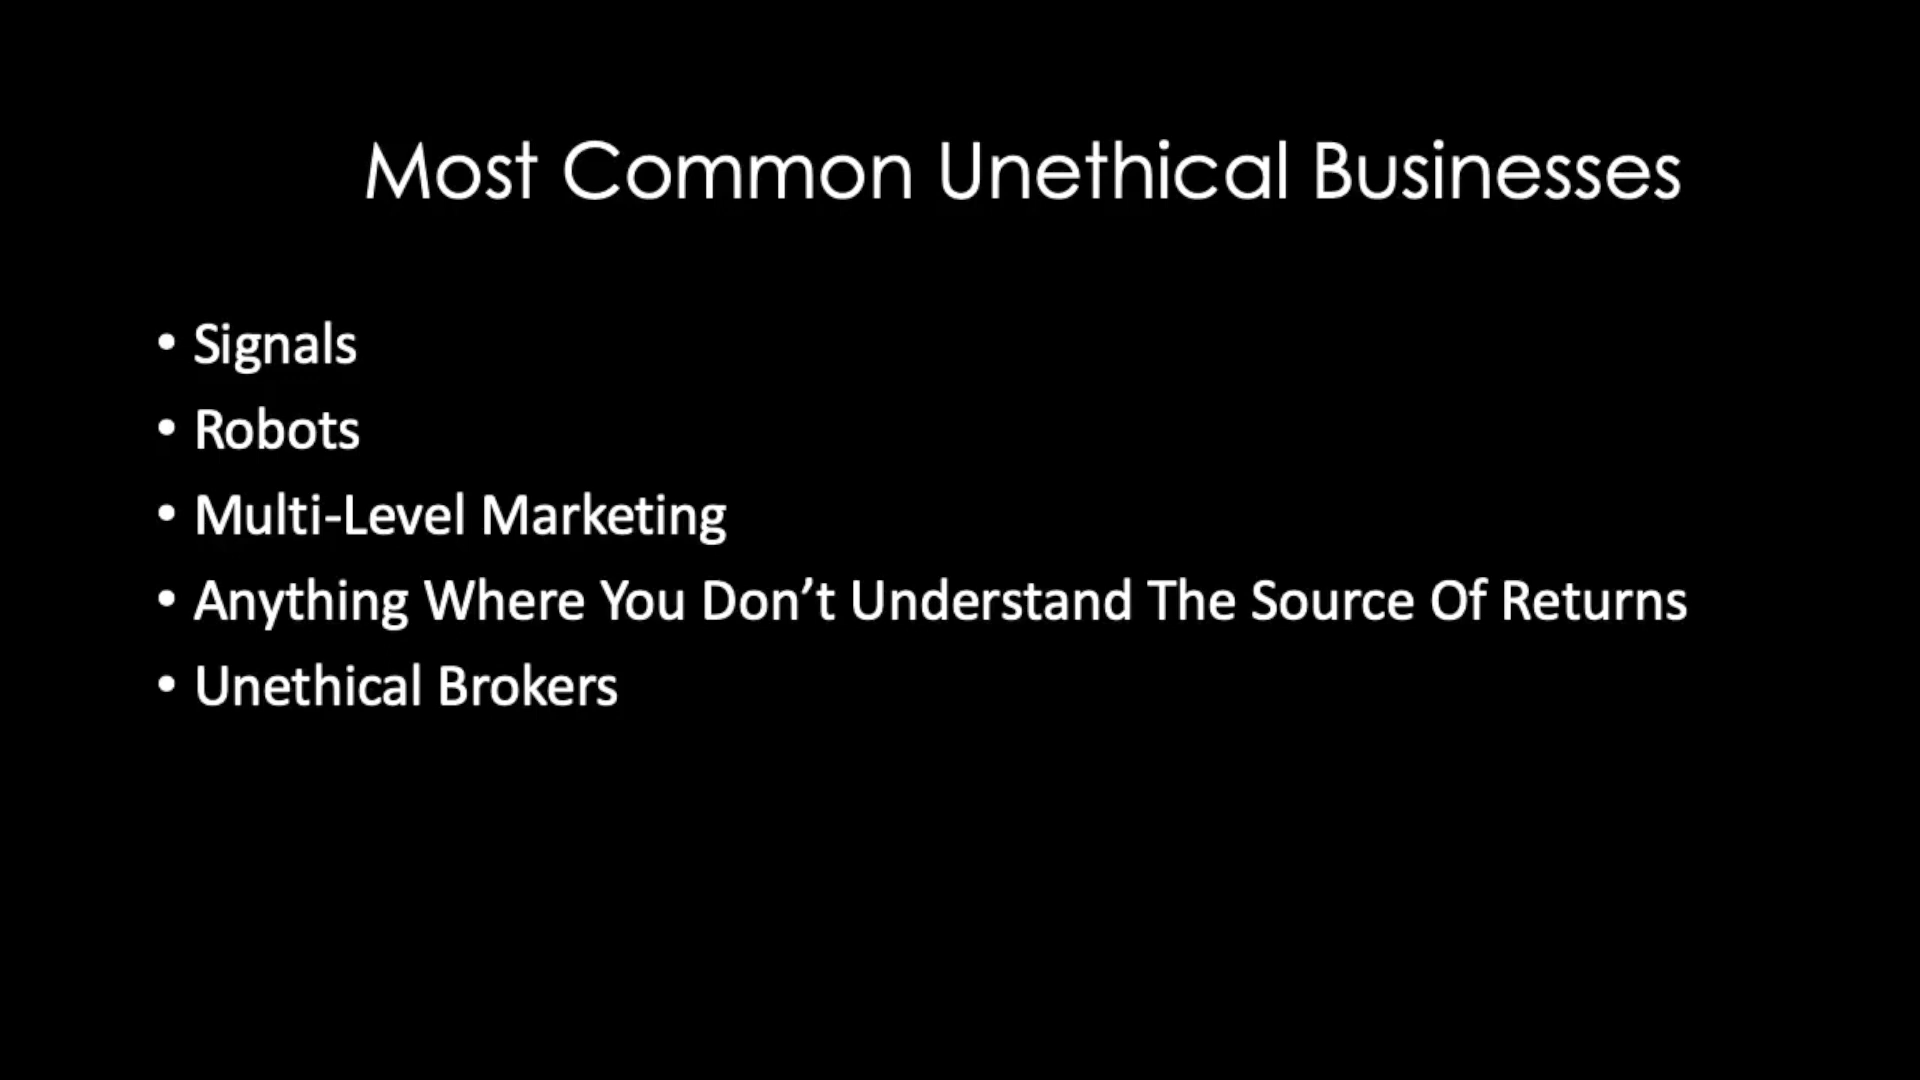 Most Common Unethical Businesses
• Signals
• Robots
• Multi-Level Marketing
• Anything Where You Don’t Understand The Source Of Returns
• Unethical Brokers